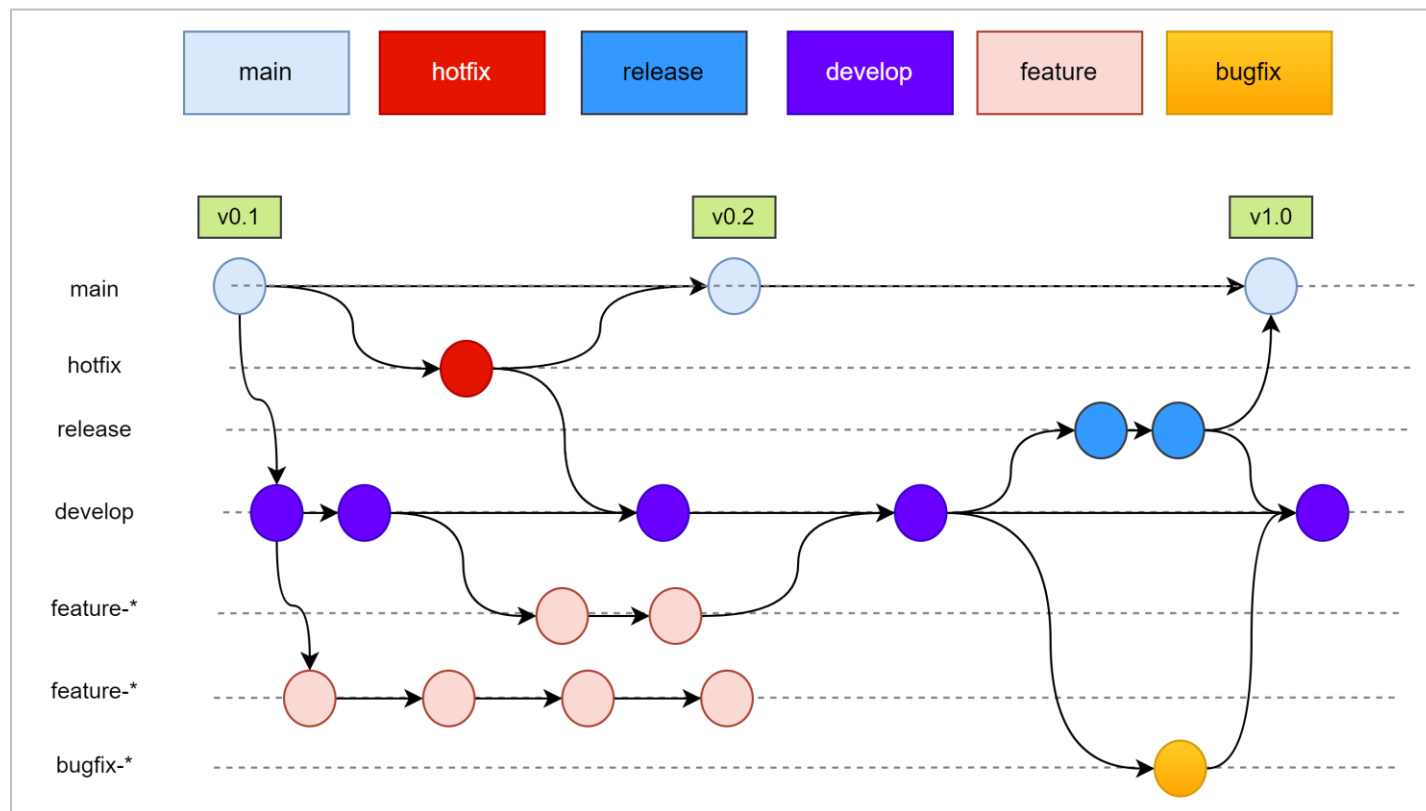 main
hotfix
release
develop
feature
bugfix
v0.1
v0.2
v1.0
main
hotfix
release
develop
feature-*
feature-*
bugfix-*